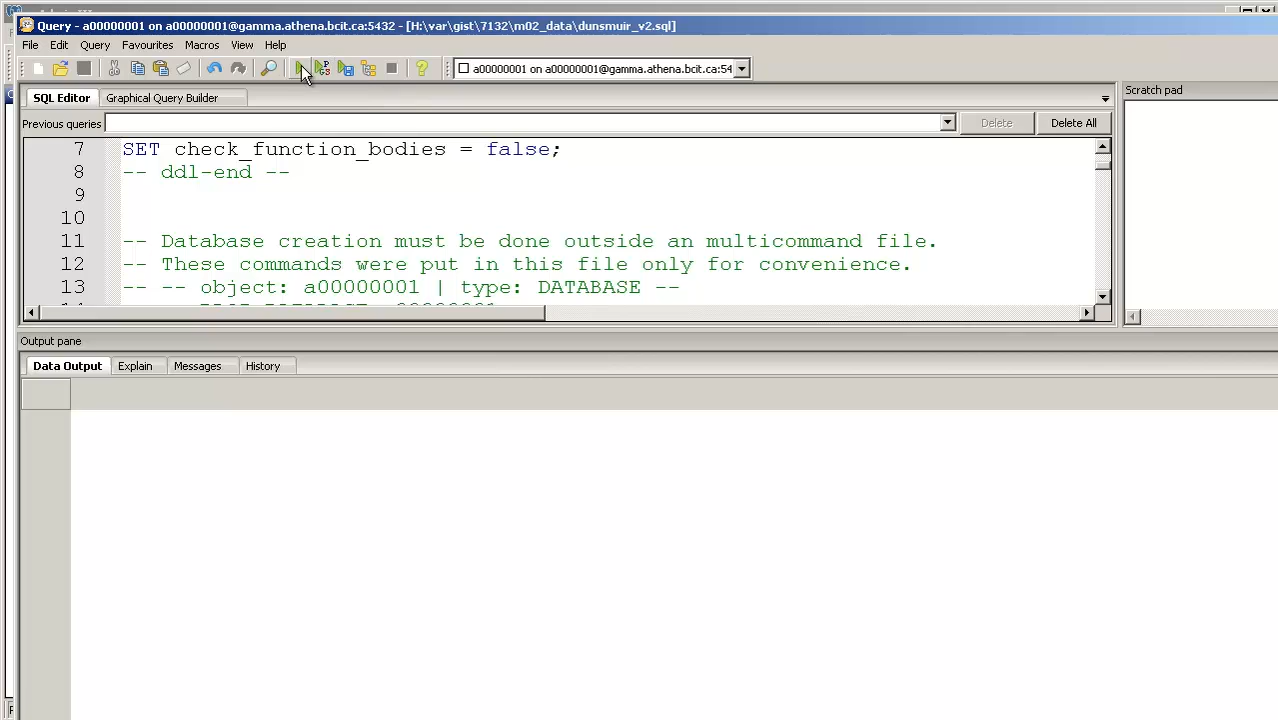 Query - a00000001 on a00000001@gamma.athena.bcit.ca:5432 - [H:\var\gist\7132\m02_data\dunsmuir_v2.sql]
File Edit Query Favourites Macros View Help
a00000001 on a00000001@gamma.athena.bcit.ca:54
SQL Editor Graphical Query Builder
Scratch pad
Previous queries Delete Delete All
7 SET check_function_bodies = false;
8 -- ddl-end --
9
10
11 -- Database creation must be done outside an multicommand file.
12 -- These commands were put in this file only for convenience.
13 -- -- object: a00000001 | type: DATABASE --
Output pane
Data Output Explain Messages History